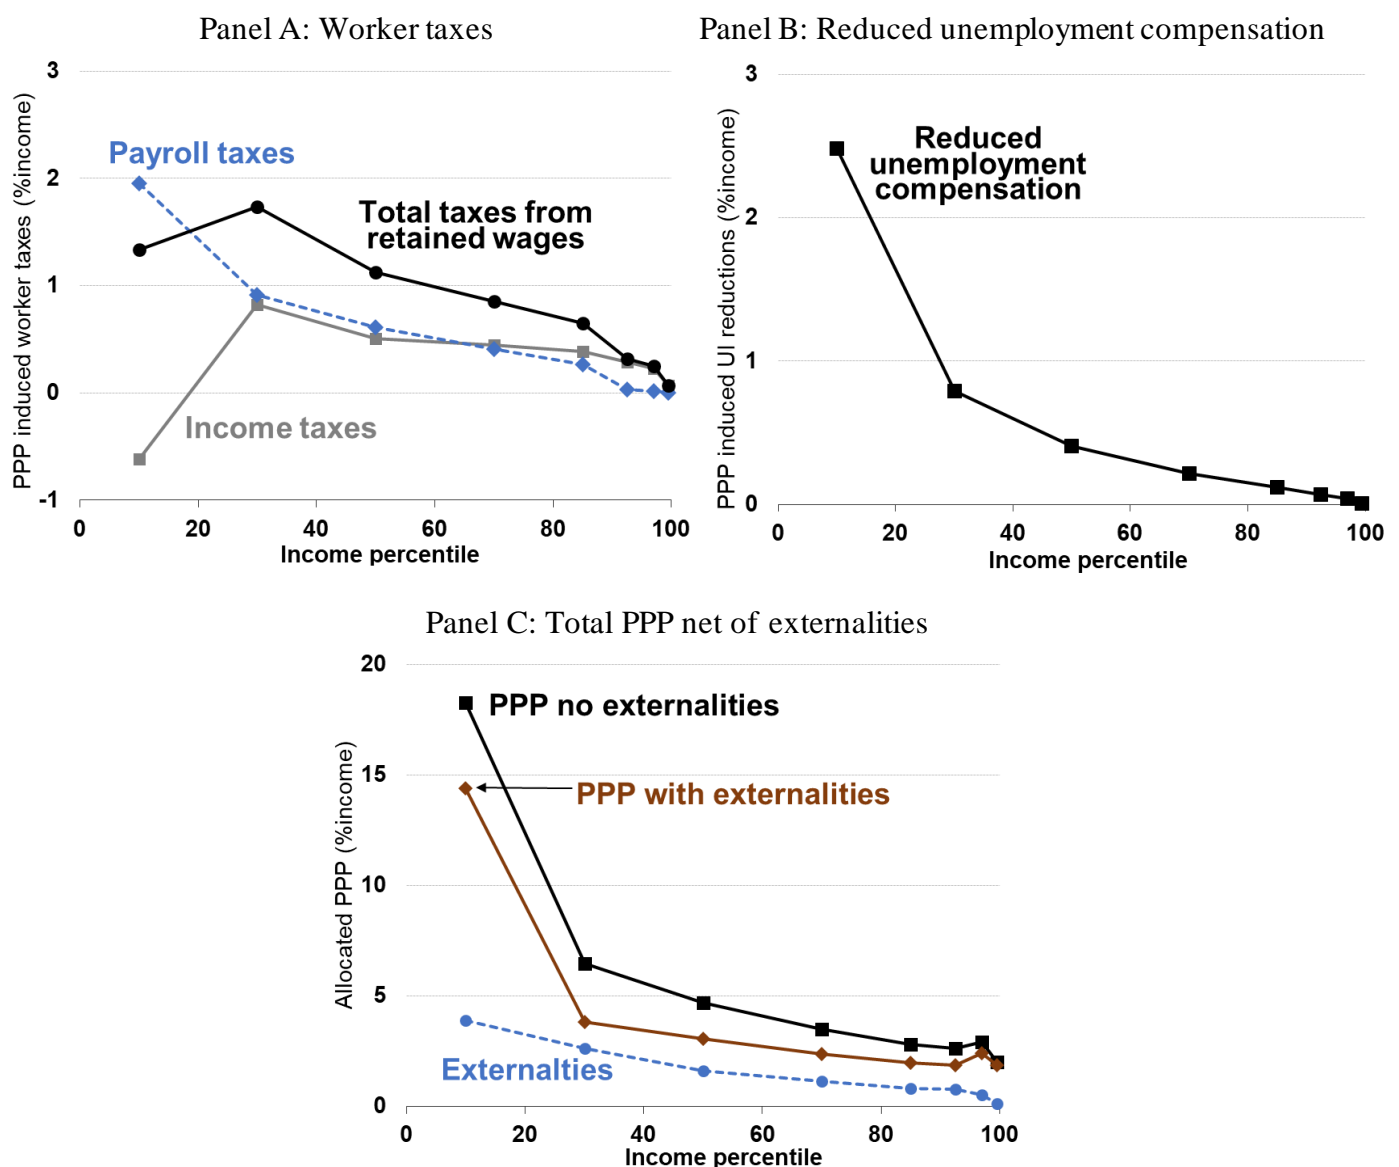 Panel A: Worker taxes
PPP induced worker taxes (%income)
3
2
1
0
-1
Payroll taxes
Total taxes from
retained wages
Income taxes
0 20 40 60 80 100
Income percentile
Panel B: Reduced unemployment compensation
PPP induced UI reductions (%income)
3
2
1
0
Reduced
unemployment
compensation
0 20 40 60 80 100
Income percentile
Panel C: Total PPP net of externalities
Allocated PPP (%income)
20
15
10
5
0
PPP no externalities
PPP with externalities
Externalties
0 20 40 60 80 100
Income percentile